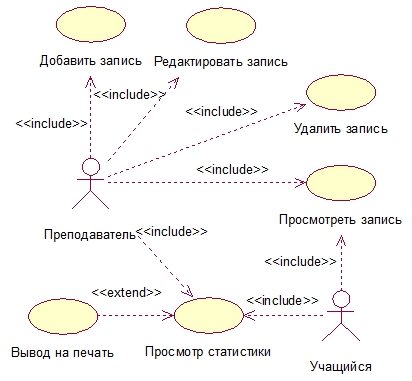 Добавить запись
Редактировать запись
<<include>>
<<include>>
<<include>>
Удалить запись
<<include>>
Просмотреть запись
Преподаватель
<<include>>
<<include>>
<<extend>>
<<include>>
Вывод на печать
Просмотр статистики
Учащийся